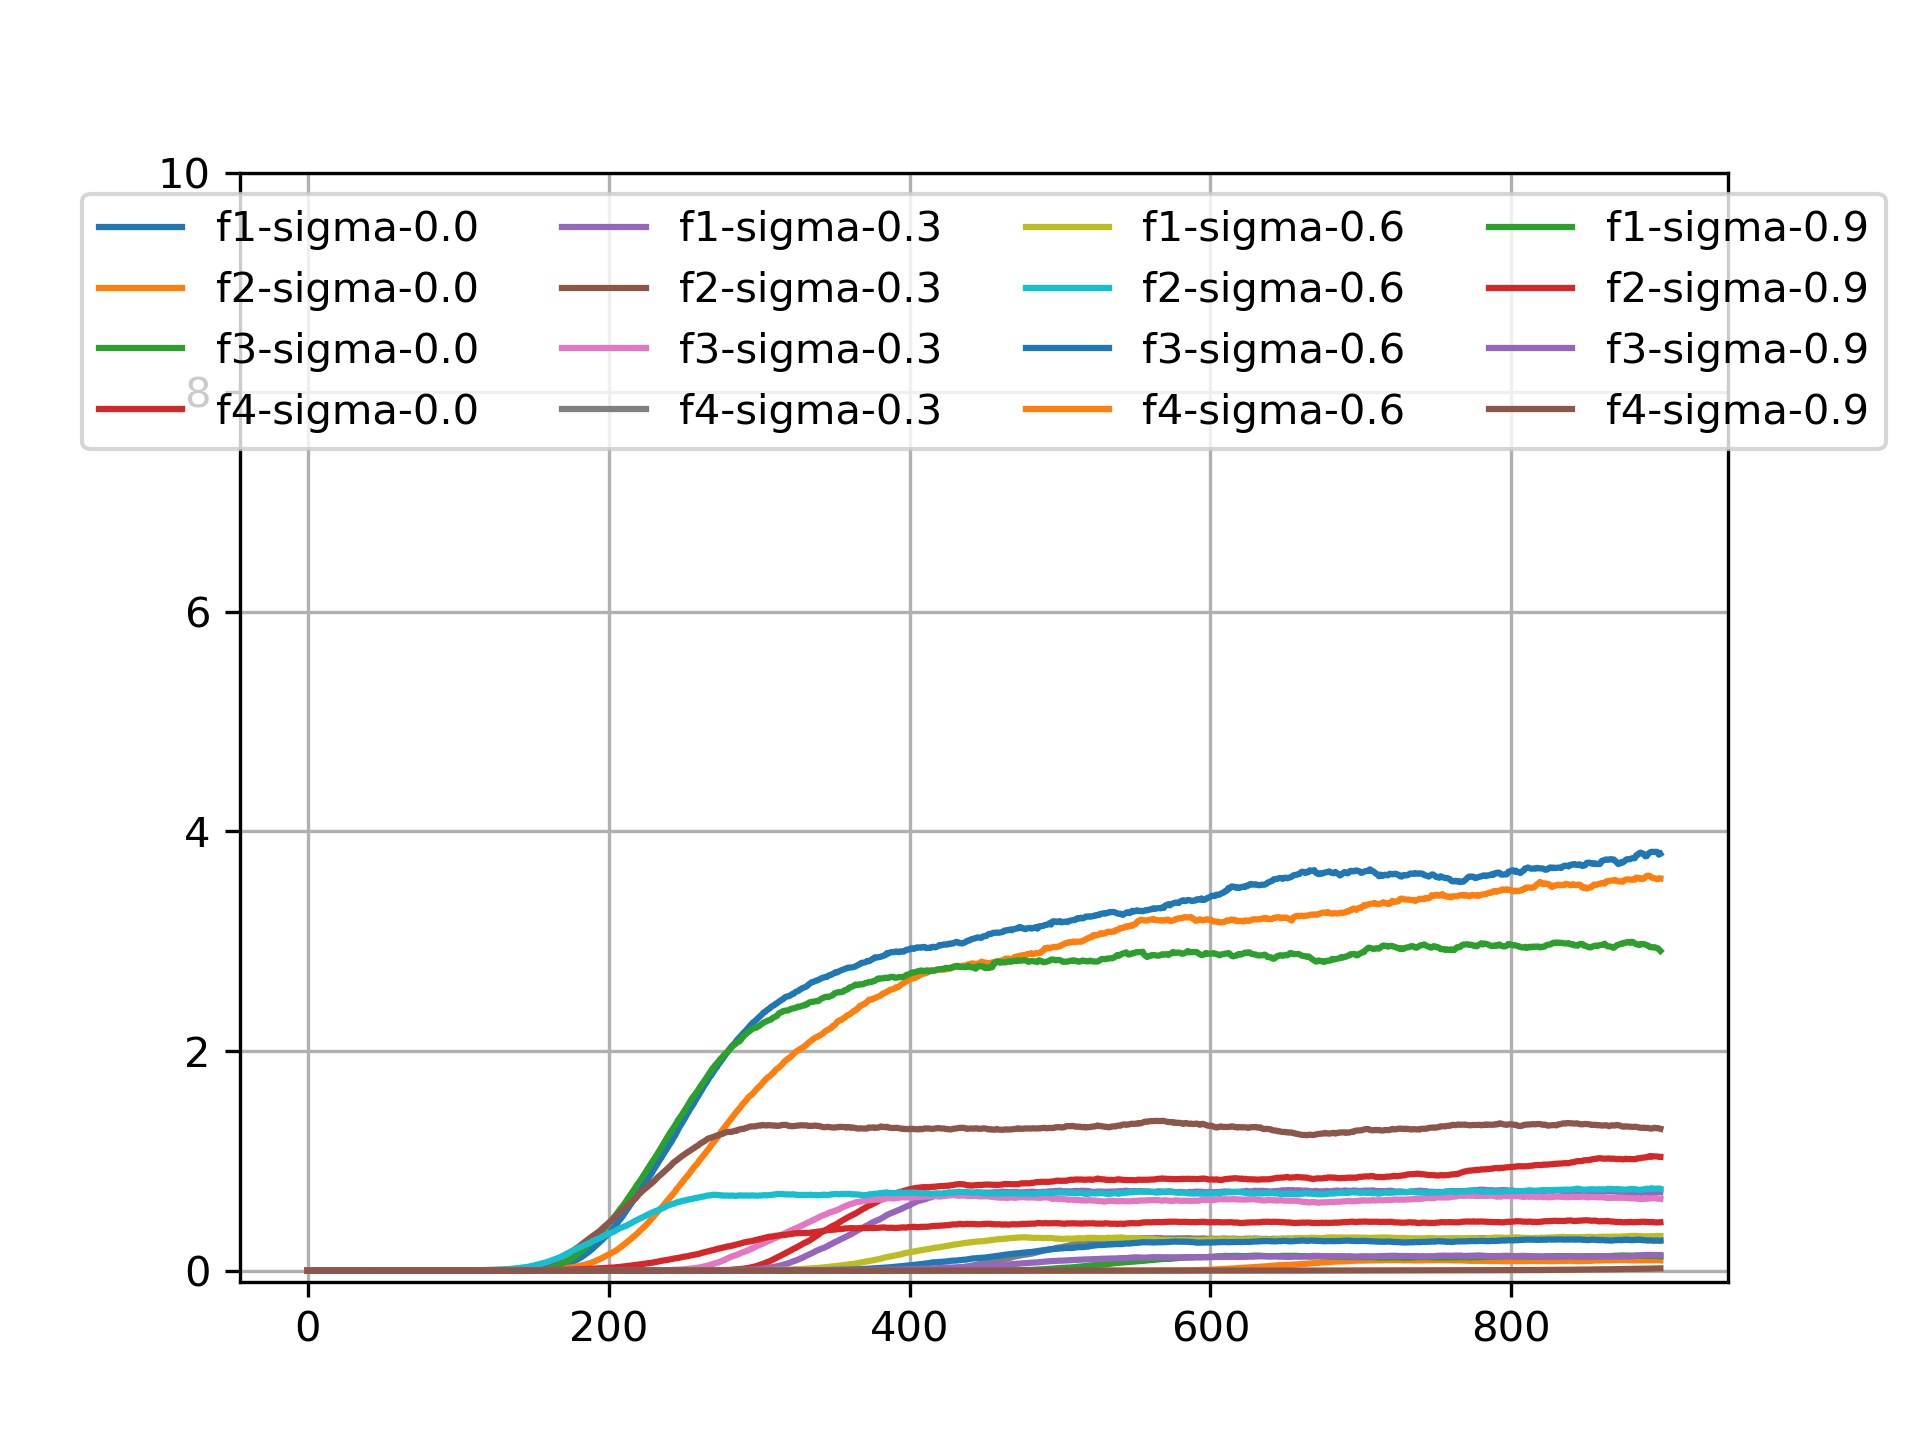 10
f1-sigma-0.0 f1-sigma-0.3 f1-sigma-0.6 f1-sigma-0.9
f2-sigma-0.0 f2-sigma-0.3 f2-sigma-0.6 f2-sigma-0.9
f3-sigma-0.0 f3-sigma-0.3 f3-sigma-0.6 f3-sigma-0.9
8
f4-sigma-0.0 f4-sigma-0.3 f4-sigma-0.6 f4-sigma-0.9
6
4
2
0
0 200 400 600 800